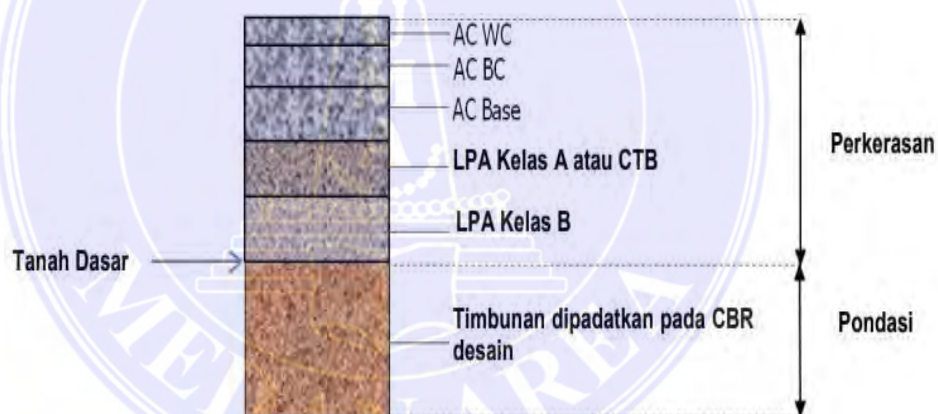 AC WC
AC BC
AC Base
Perkerasan
LPA Kelas A atau CTB
LPA Kelas B
Tanah Dasar
Timbunan dipadatkan pada CBR
desain
Pondasi